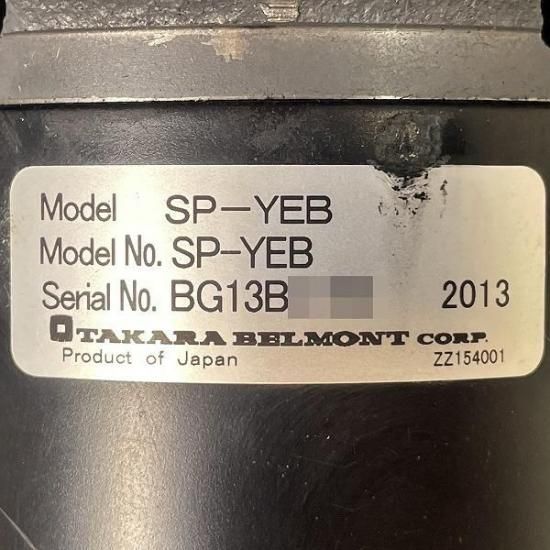 Model SP-YEB
Model No. SP-YEB
Serial No. BG13B 2013
TAKARA BELMONT CORP.
Product of Japan ZZ154001